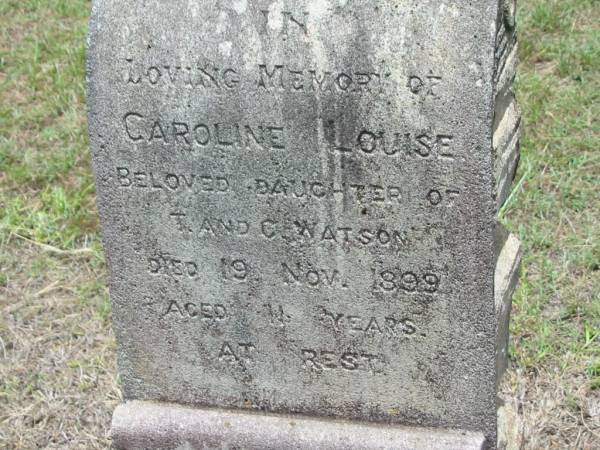 IN
LOVING MEMORY OF
CAROLINE LOUISE
BELOVED DAUGHTER OF
T. AND C. WATSON
DIED 19. NOV. 1899
AGED 11. YEARS.
AT REST.